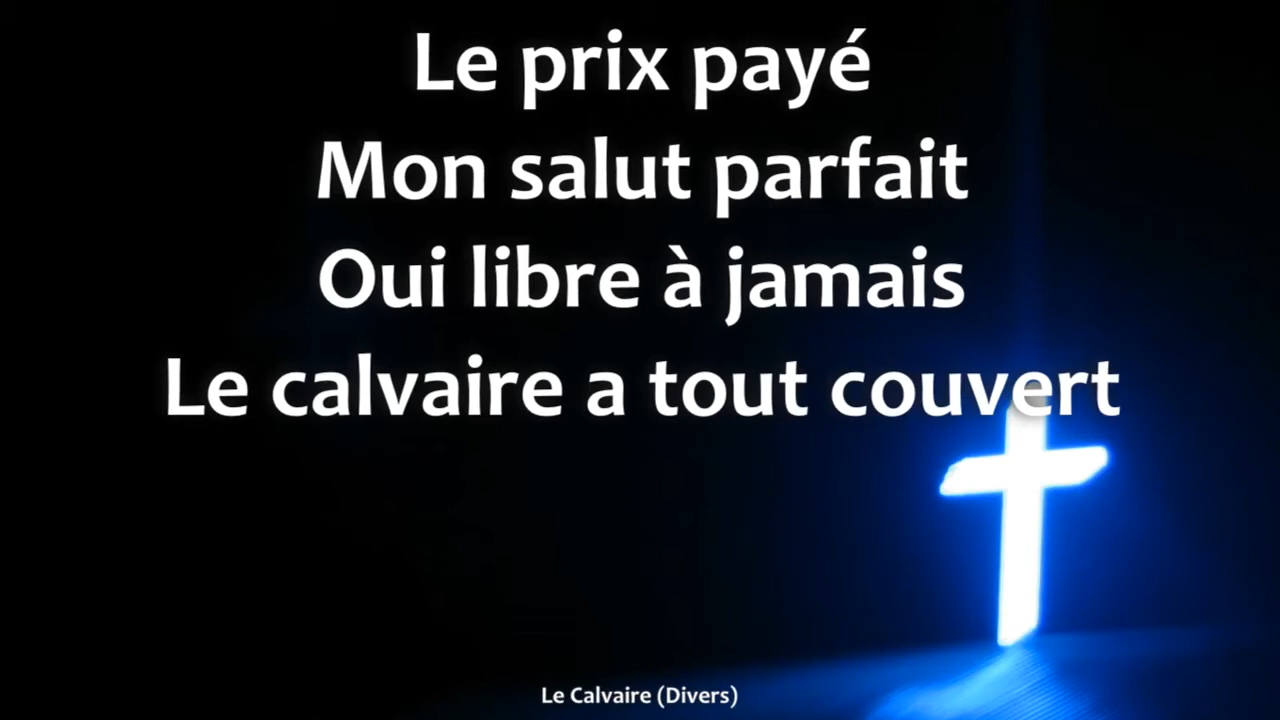 Le prix payé
Mon salut parfait
Oui libre à jamais
Le calvaire a tout couvert
Le Calvaire (Divers)